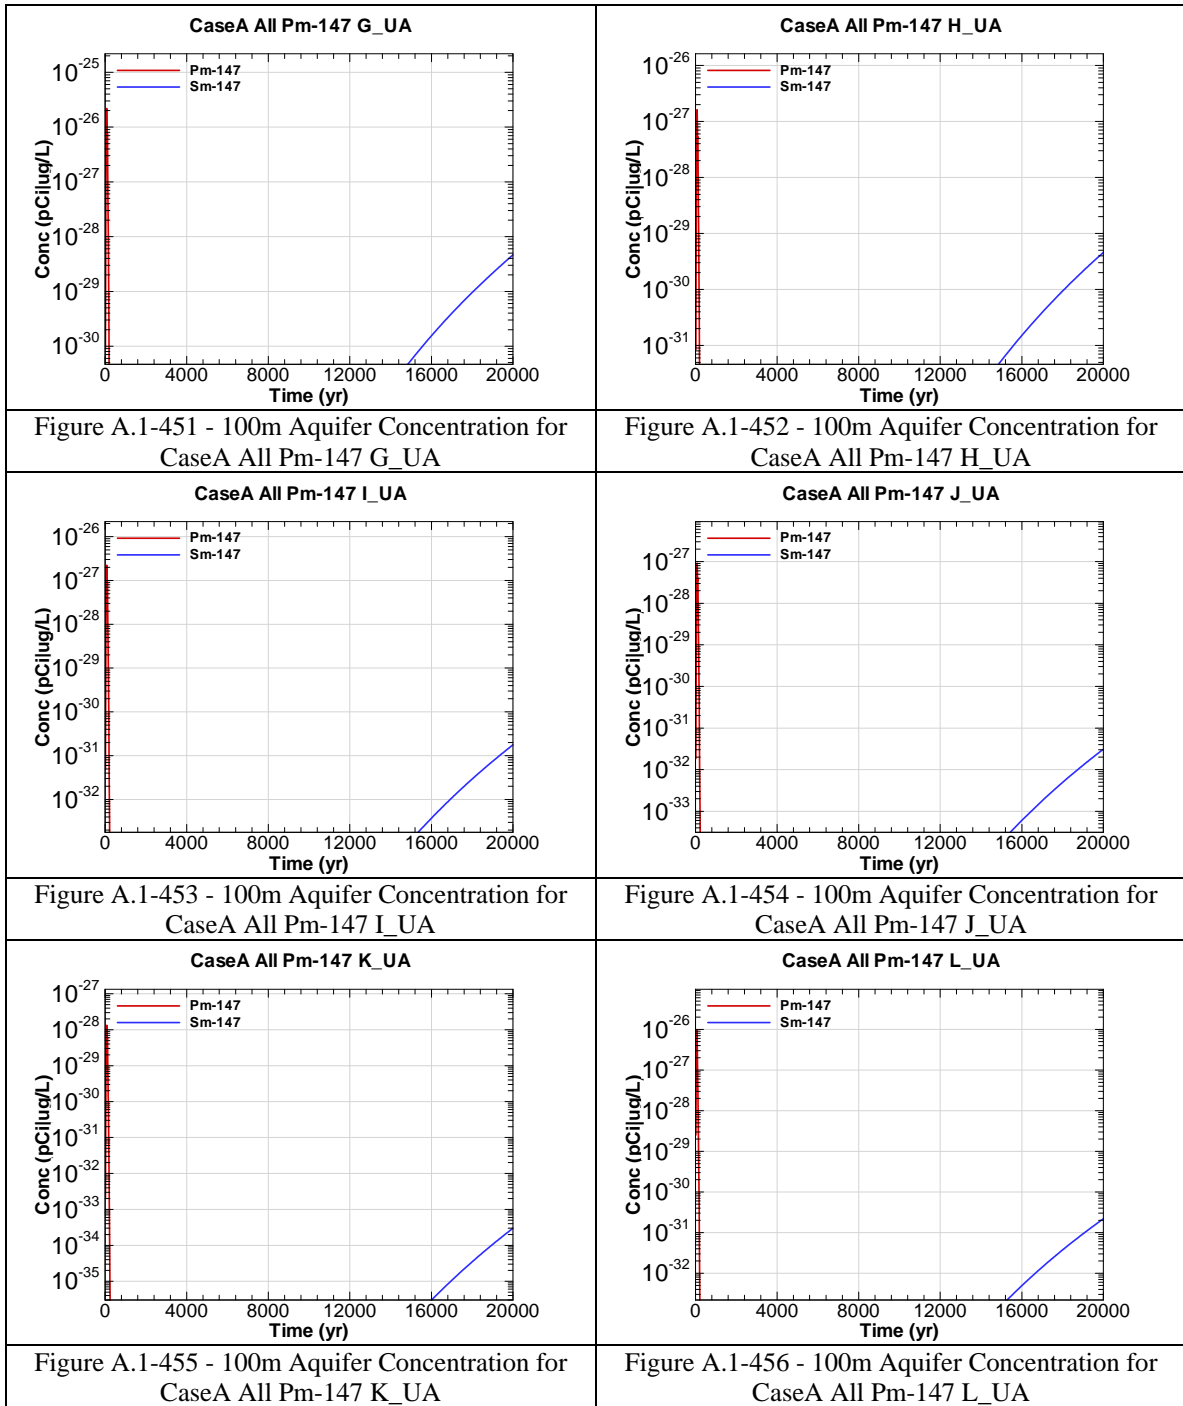 CaseA All Pm-147 G_UA
Pm-147
Sm-147
Conc (pCi|ug/L)
10-25
10-26
10-27
10-28
10-29
10-30
0 4000 8000 12000 16000 20000
Time (yr)
Figure A.1-451 - 100m Aquifer Concentration for
CaseA All Pm-147 G_UA
CaseA All Pm-147 H_UA
Pm-147
Sm-147
Conc (pCi|ug/L)
10-26
10-27
10-28
10-29
10-30
10-31
0 4000 8000 12000 16000 20000
Time (yr)
Figure A.1-452 - 100m Aquifer Concentration for
CaseA All Pm-147 H_UA
CaseA All Pm-147 I_UA
Pm-147
Sm-147
Conc (pCi|ug/L)
10-26
10-27
10-28
10-29
10-30
10-31
10-32
0 4000 8000 12000 16000 20000
Time (yr)
Figure A.1-453 - 100m Aquifer Concentration for
CaseA All Pm-147 I_UA
CaseA All Pm-147 J_UA
Pm-147
Sm-147
Conc (pCi|ug/L)
10-27
10-28
10-29
10-30
10-31
10-32
10-33
0 4000 8000 12000 16000 20000
Time (yr)
Figure A.1-454 - 100m Aquifer Concentration for
CaseA All Pm-147 J_UA
CaseA All Pm-147 K_UA
Pm-147
Sm-147
Conc (pCi|ug/L)
10-27
10-28
10-29
10-30
10-31
10-32
10-33
10-34
10-35
0 4000 8000 12000 16000 20000
Time (yr)
Figure A.1-455 - 100m Aquifer Concentration for
CaseA All Pm-147 K_UA
CaseA All Pm-147 L_UA
Pm-147
Sm-147
Conc (pCi|ug/L)
10-26
10-27
10-28
10-29
10-30
10-31
10-32
0 4000 8000 12000 16000 20000
Time (yr)
Figure A.1-456 - 100m Aquifer Concentration for
CaseA All Pm-147 L_UA